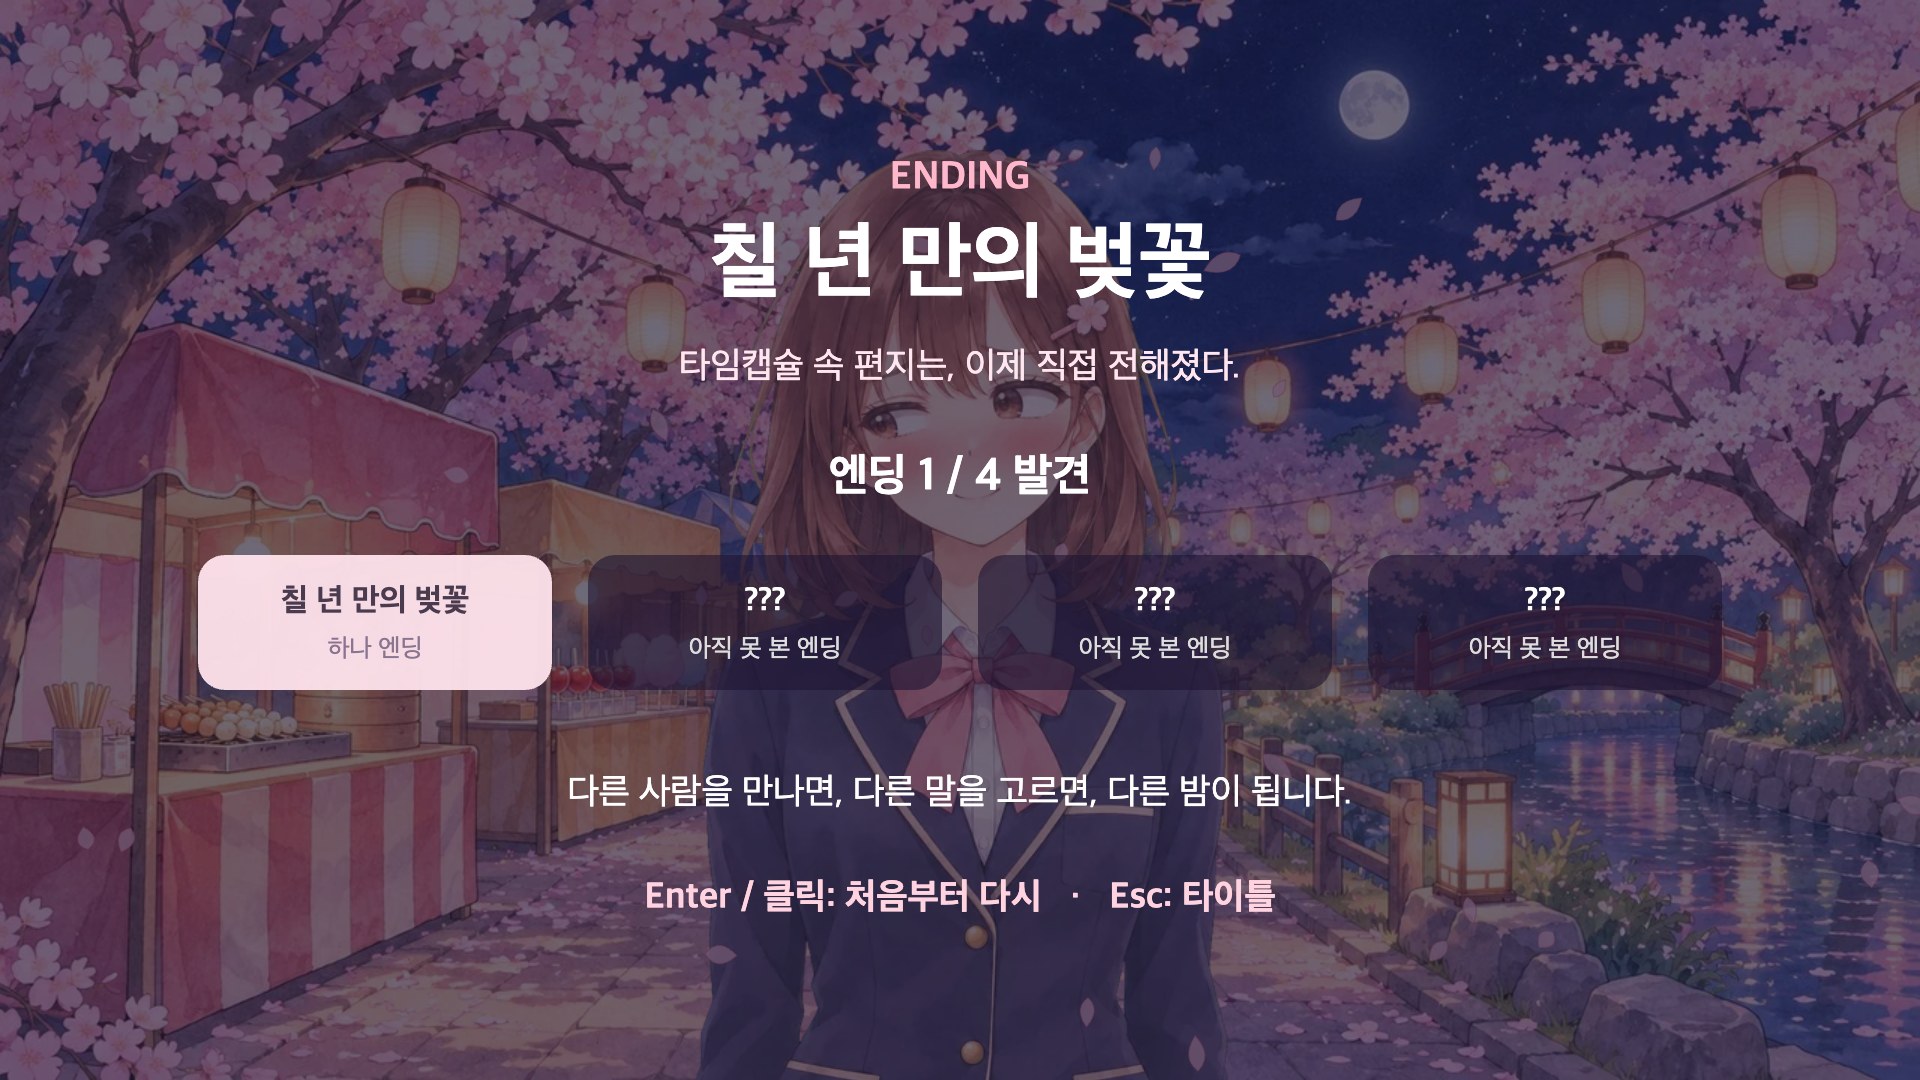 ENDING
칠 년 만의 벚꽃
타임캡슐 속 편지는, 이제 직접 전해졌다.
엔딩 1 / 4 발견
칠 년 만의 벚꽃
하나 엔딩
???
아직 못 본 엔딩
???
아직 못 본 엔딩
???
아직 못 본 엔딩
다른 사람을 만나면, 다른 말을 고르면, 다른 밤이 됩니다.
Enter / 클릭: 처음부터 다시 · Esc: 타이틀